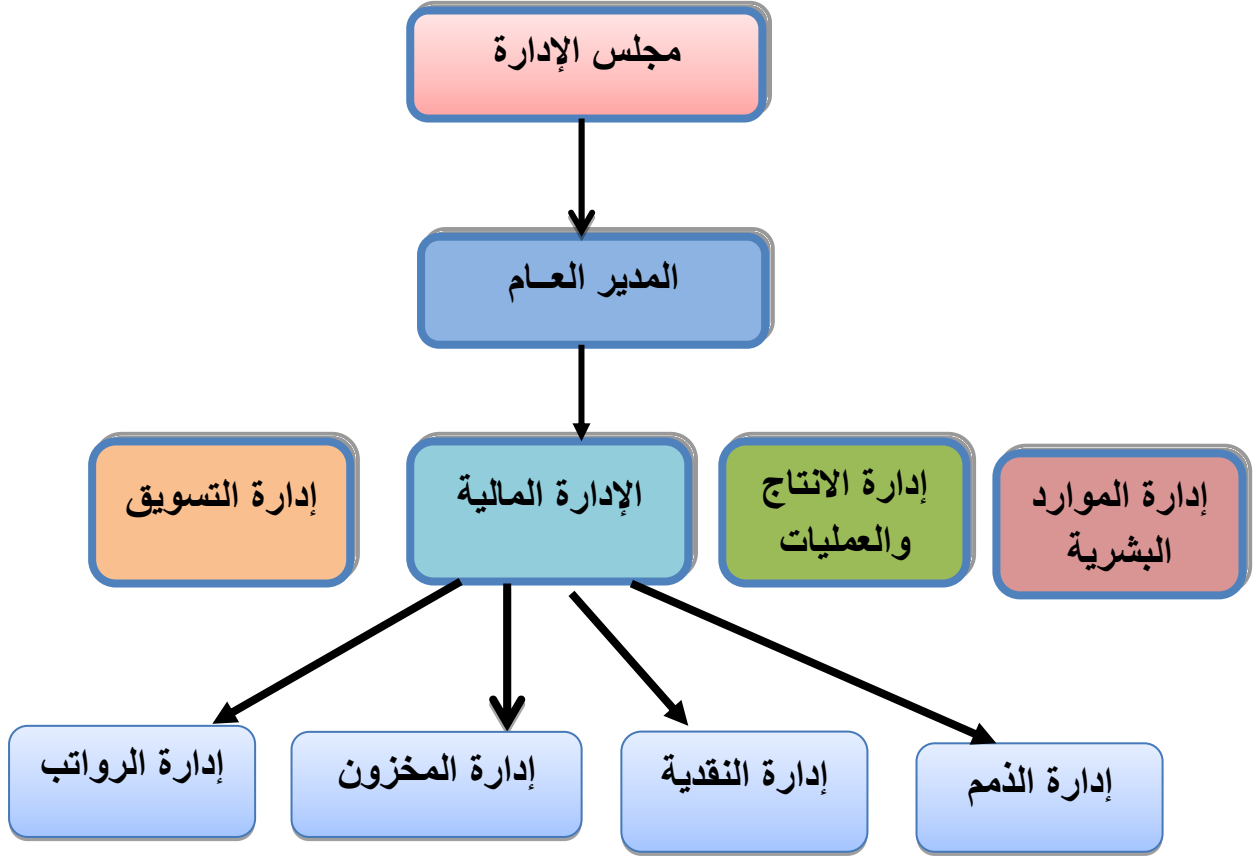 مجلس الإدارة
المدير العــام
إدارة الموارد
البشرية
إدارة الانتاج
والعمليات
الإدارة المالية
إدارة التسويق
إدارة الذمم
إدارة النقدية
إدارة المخزون
إدارة الرواتب